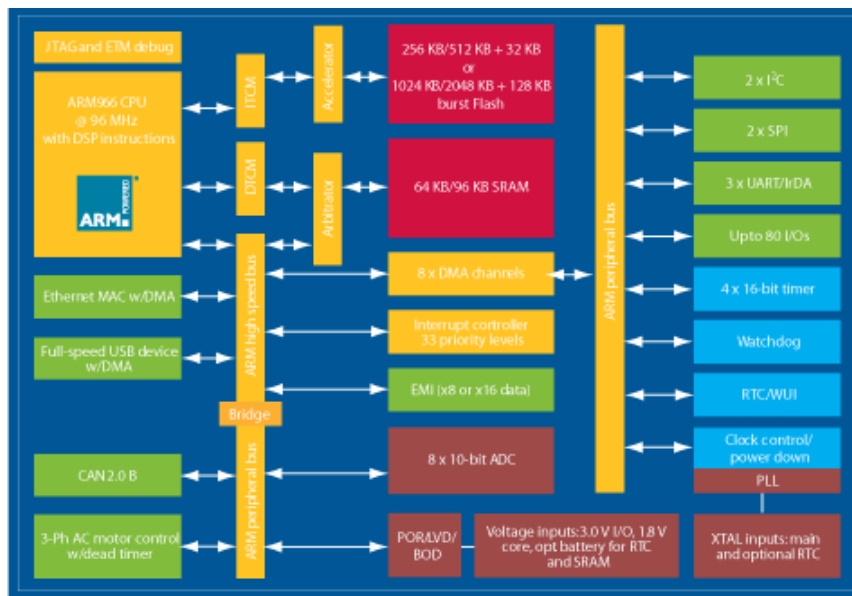 JTAG and ETM debug
ARM966 CPU
@ 96 MHz
with DSP instructions
ARM
POWERED
Ethernet MAC w/DMA
Full-speed USB device
w/DMA
CAN 2.0 B
3-Ph AC motor control
w/dead timer
ITCM
DTCM
ARM high speed bus
Bridge
ARM peripheral bus
Accelerator
Arbitrator
256 KB/512 KB + 32 KB
or
1024 KB/2048 KB + 128 KB
burst Flash
64 KB/96 KB SRAM
8 x DMA channels
Interrupt controller
33 priority levels
EMI (x8 or x16 data)
8 x 10-bit ADC
POR/LVD/
BOD
Voltage inputs:3.0 V I/O, 1.8 V
core, opt battery for RTC
and SRAM
ARM peripheral bus
2 x I²C
2 x SPI
3 x UART/IrDA
Upto 80 I/Os
4 x 16-bit timer
Watchdog
RTC/WUI
Clock control/
power down
PLL
XTAL inputs: main
and optional RTC